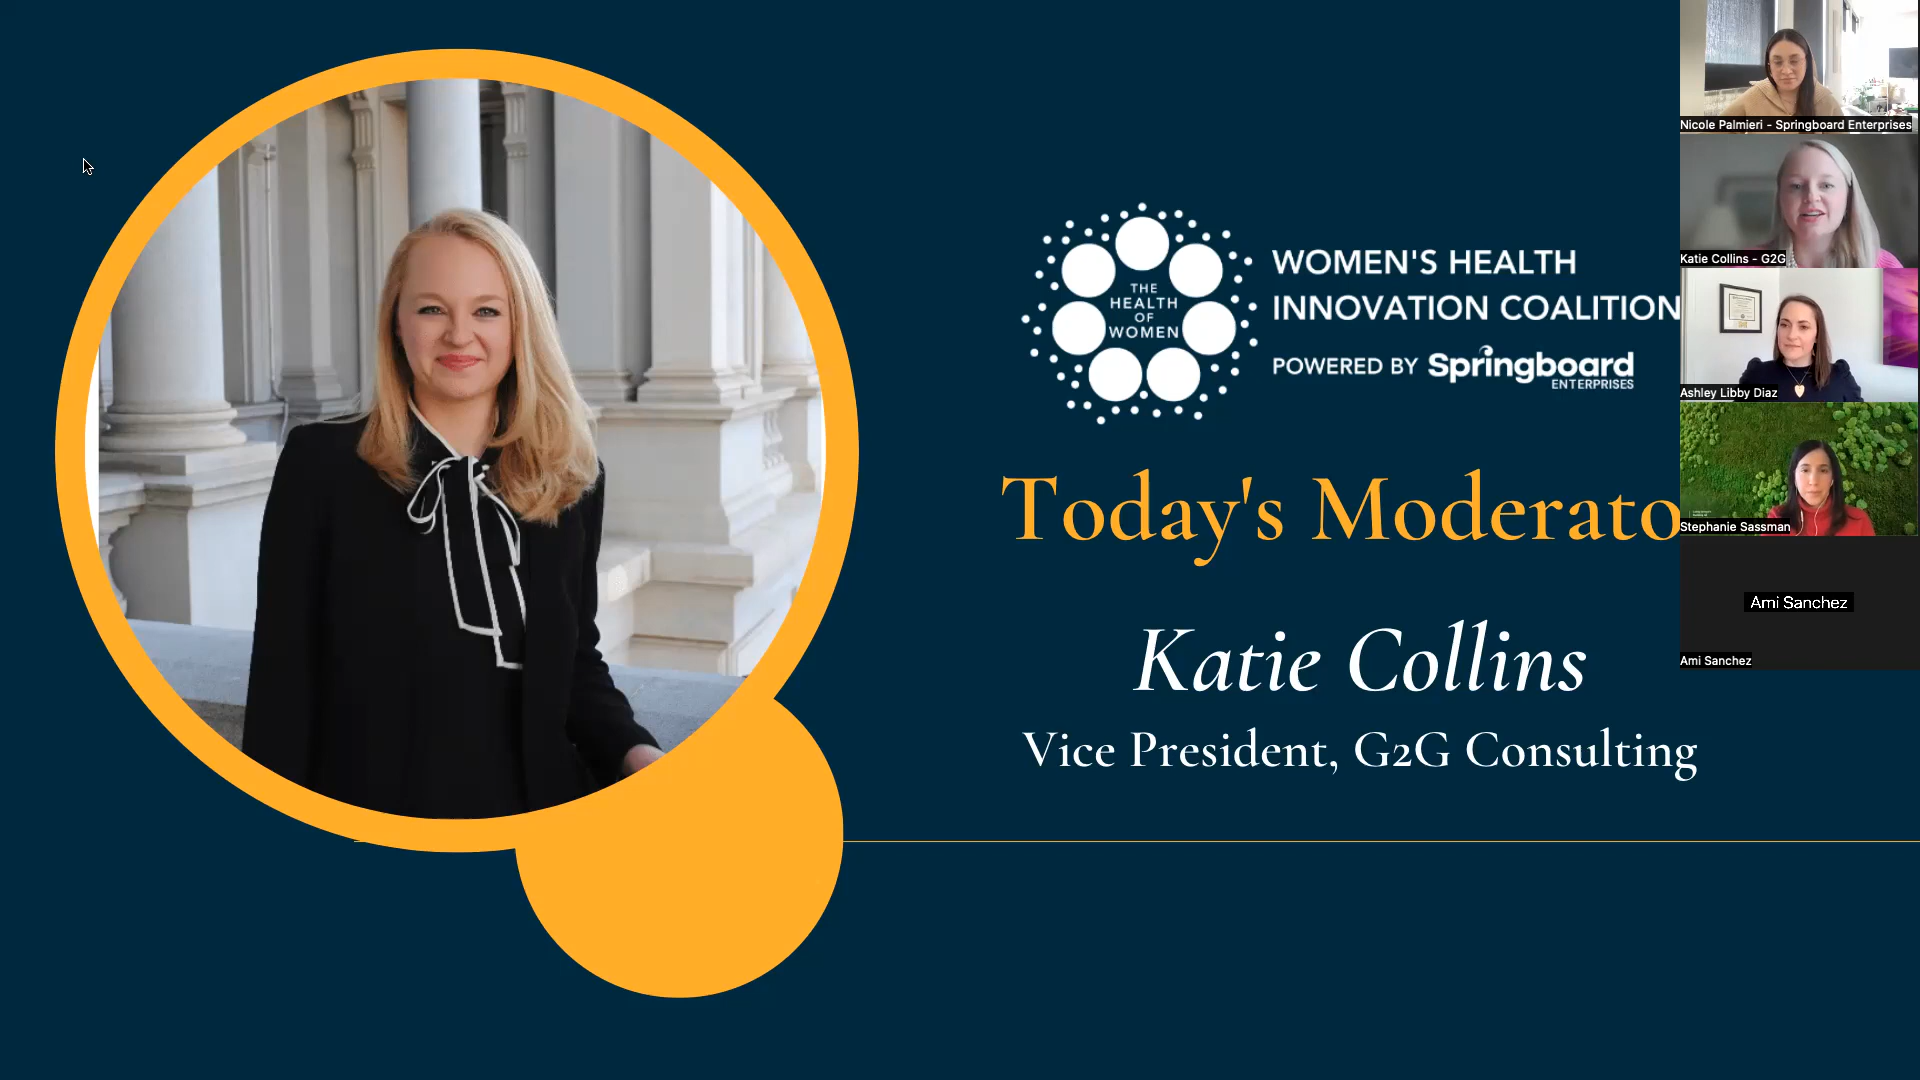 THE
HEALTH
OF
WOMEN
WOMEN'S HEALTH
INNOVATION COALITION
POWERED BY Springboard
ENTERPRISES
Today's Moderato
Katie Collins
Vice President, G2G Consulting
Nicole Palmieri - Springboard Enterprises
Katie Collins - G2G
Ashley Libby Diaz
Stephanie Sassman
Ami Sanchez
Ami Sanchez